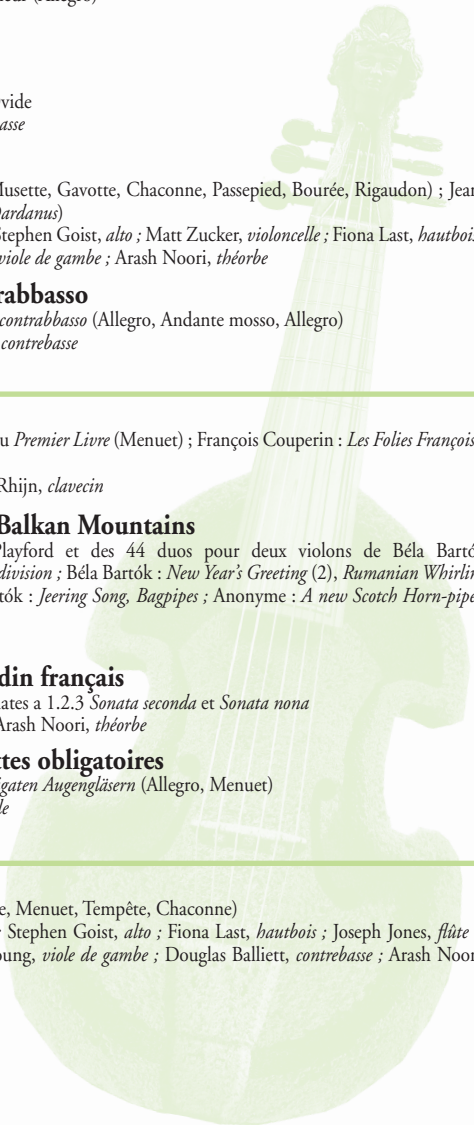 vide
asse
Musette, Gavotte, Chaconne, Passepied, Bourée, Rigaudon) ; Jean
Dardanus)
Stephen Goist, alto ; Matt Zucker, violoncelle ; Fiona Last, hautbois
viole de gambe ; Arash Noori, théorbe
rabbasso
contrabbasso (Allegro, Andante mosso, Allegro)
contrebasse
u Premier Livre (Menuet) ; François Couperin : Les Folies François
Rhijn, clavecin
Balkan Mountains
Playford et des 44 duos pour deux violons de Béla Bartó
division ; Béla Bartók : New Year's Greeting (2), Rumanian Whirlin
tók : Jeering Song, Bagpipes ; Anonyme : A new Scotch Horn-pipe
din français
ates a 1.2.3 Sonata seconda et Sonata nona
Arash Noori, théorbe
ttes obligatoires
igaten Augengläsern (Allegro, Menuet)
le
e, Menuet, Tempête, Chaconne)
Stephen Goist, alto ; Fiona Last, hautbois ; Joseph Jones, flûte
oung, viole de gambe ; Douglas Balliett, contrebasse ; Arash Noor